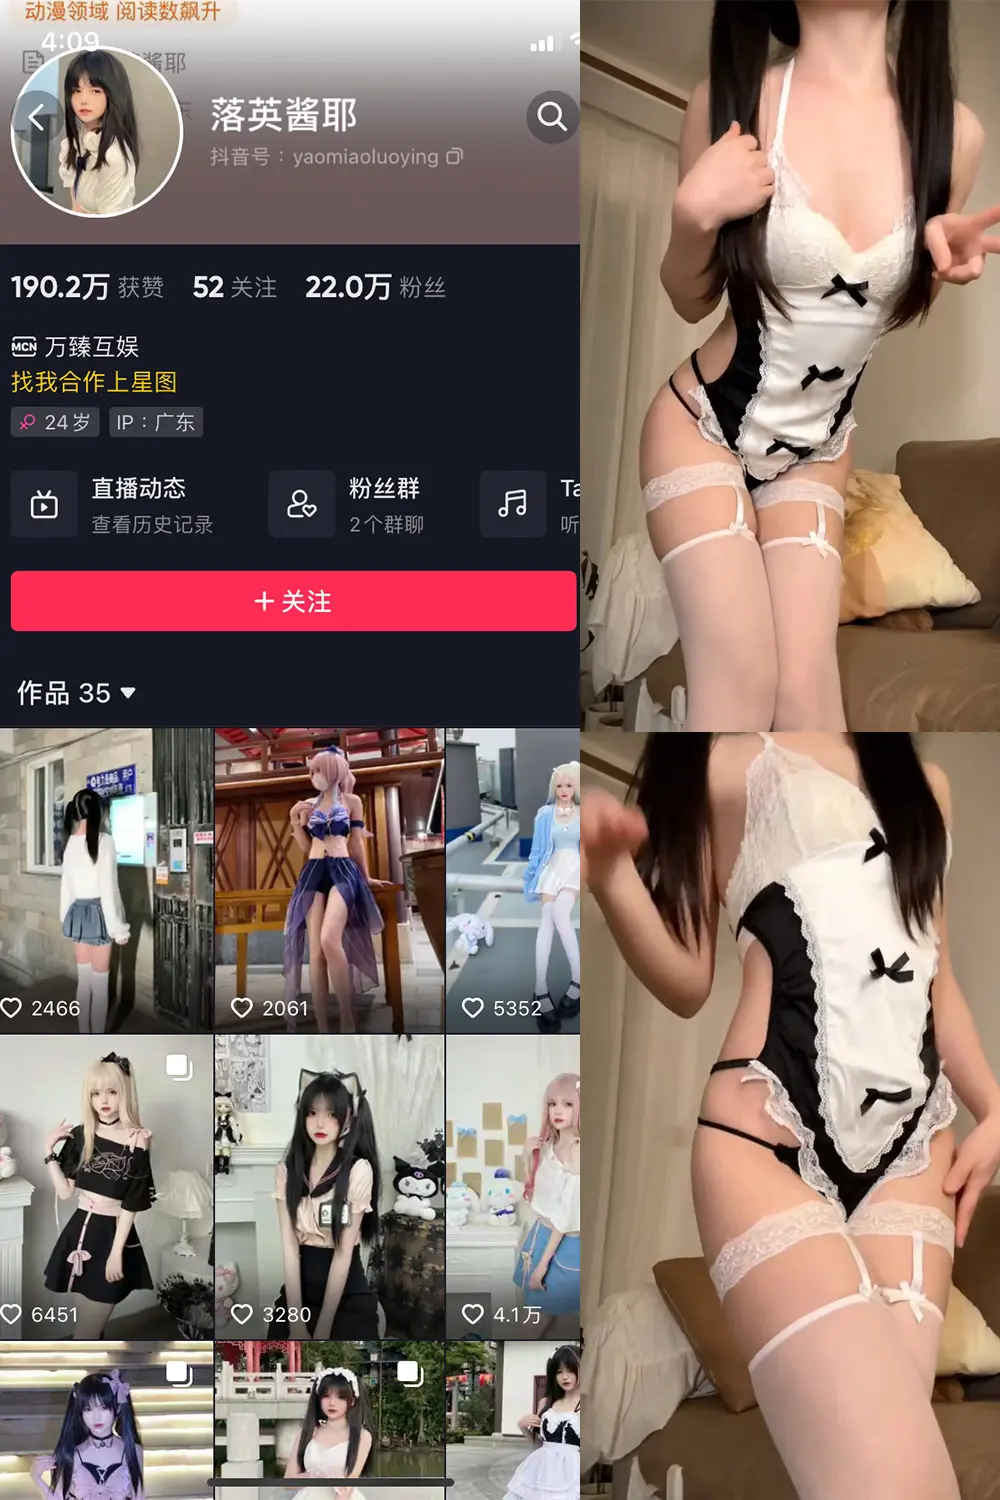 动漫领域 阅读数飙升
4:09
酱耶
落英酱耶
抖音号：yaomiaoluoying
190.2万 获赞 52 关注 22.0万 粉丝
MCN 万臻互娱
找我合作上星图
24岁 IP：广东
直播动态 粉丝群
查看历史记录 2个群聊 听
+ 关注
作品 35
2466 2061 5352
6451 3280 4.1万